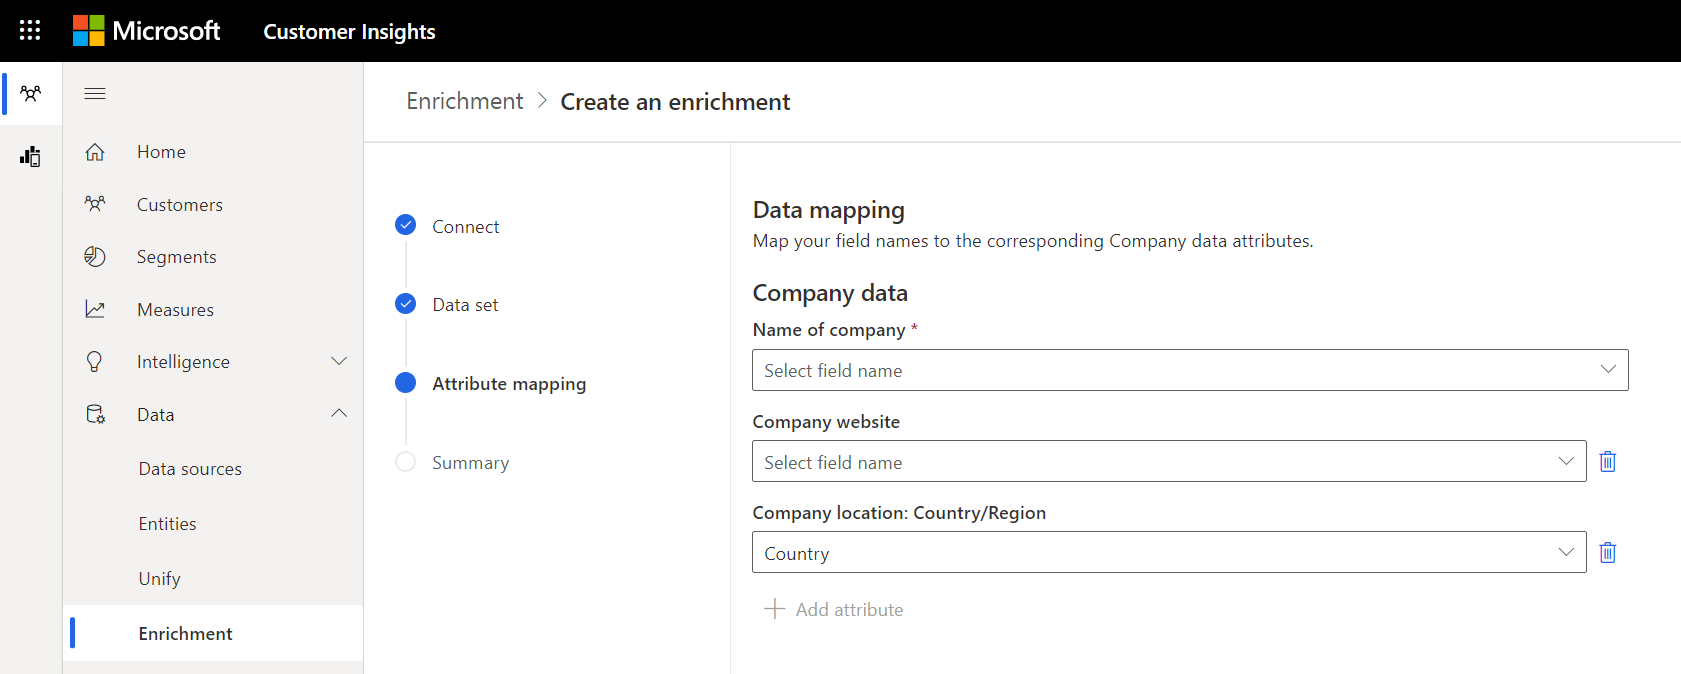 Microsoft Customer Insights
Enrichment > Create an enrichment
Home
Customers
Segments
Measures
Intelligence
Data
Data sources
Entities
Unify
Enrichment
Connect
Data set
Attribute mapping
Summary
Data mapping
Map your field names to the corresponding Company data attributes.
Company data
Name of company *
Select field name
Company website
Select field name
Company location: Country/Region
Country
Add attribute